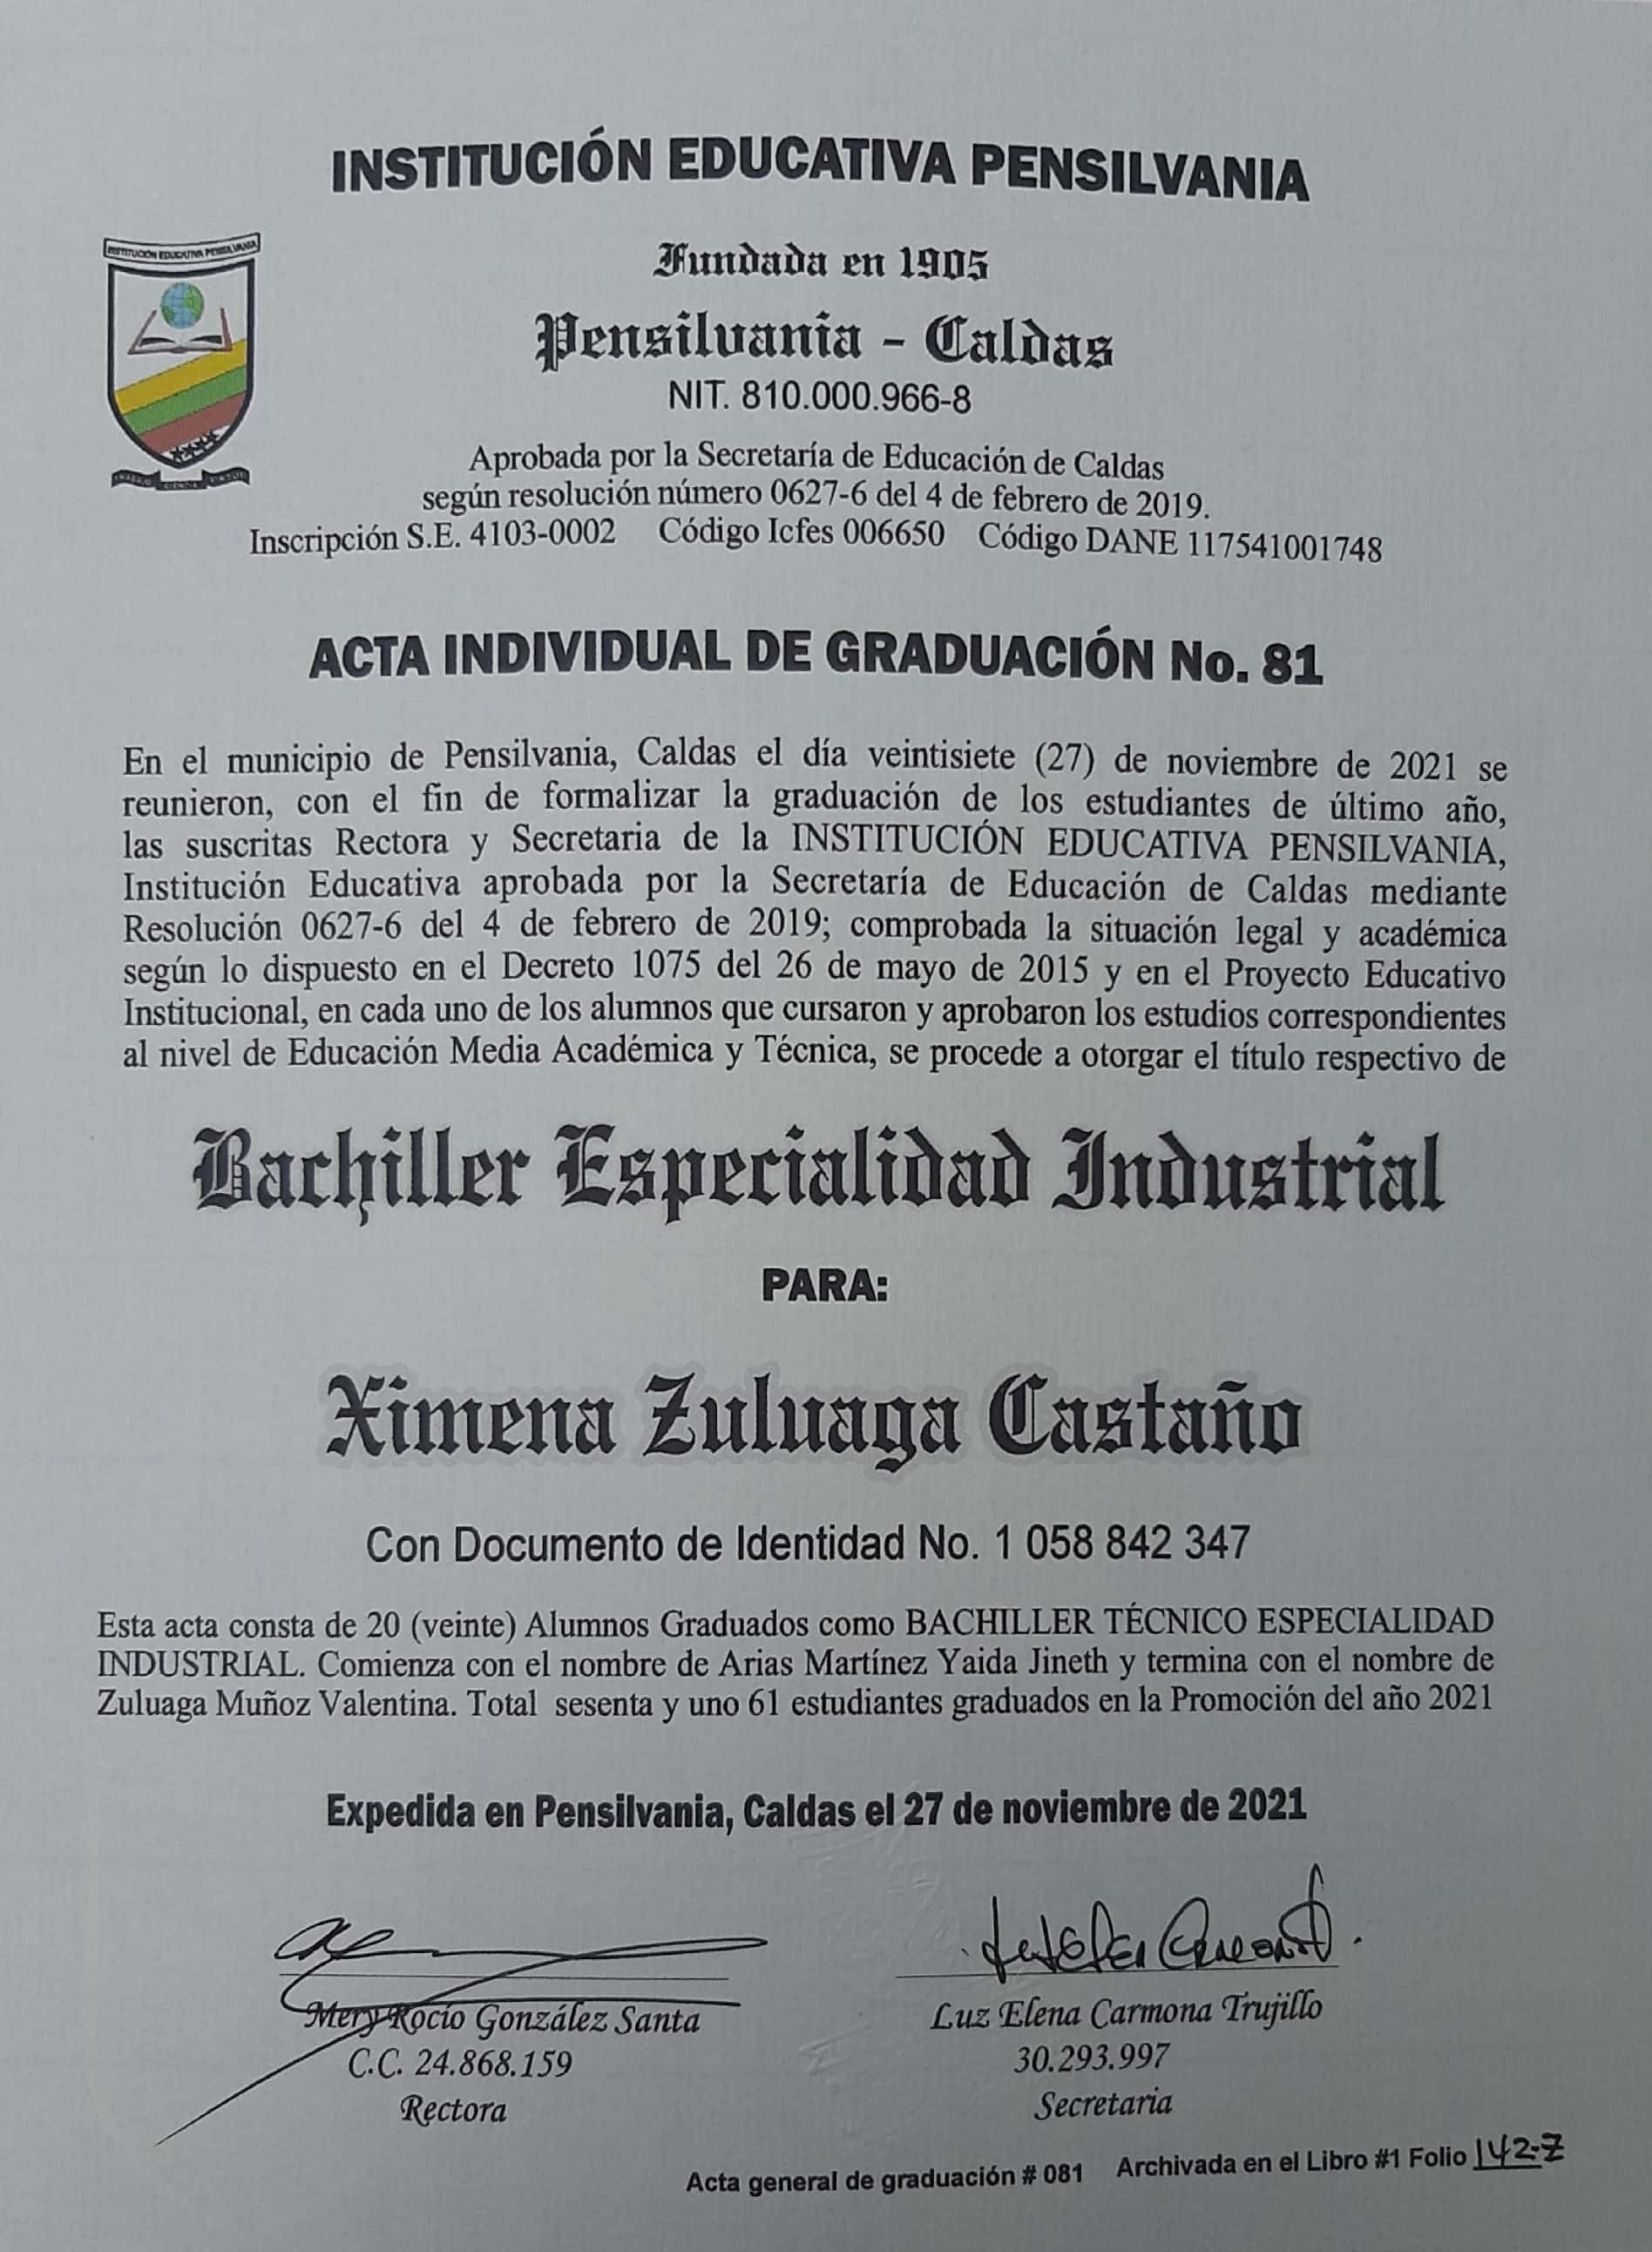 INSTITUCIÓN EDUCATIVA PENSILVANIA
INSTITUCIÓN EDUCATIVA PENSILVANIA
Fundada en 1905
Pensilvania - Caldas
NIT. 810.000.966-8
Aprobada por la Secretaría de Educación de Caldas
según resolución número 0627-6 del 4 de febrero de 2019.
Inscripción S.E. 4103-0002 Código Icfes 006650 Código DANE 117541001748
TRABAJO CIENCIA VIRTUD
ACTA INDIVIDUAL DE GRADUACIÓN No. 81
En el municipio de Pensilvania, Caldas el día veintisiete (27) de noviembre de 2021 se
reunieron, con el fin de formalizar la graduación de los estudiantes de último año,
las suscritas Rectora y Secretaria de la INSTITUCIÓN EDUCATIVA PENSILVANIA,
Institución Educativa aprobada por la Secretaría de Educación de Caldas mediante
Resolución 0627-6 del 4 de febrero de 2019; comprobada la situación legal y académica
según lo dispuesto en el Decreto 1075 del 26 de mayo de 2015 y en el Proyecto Educativo
Institucional, en cada uno de los alumnos que cursaron y aprobaron los estudios correspondientes
al nivel de Educación Media Académica y Técnica, se procede a otorgar el título respectivo de
Bachiller Especialidad Industrial
PARA:
Ximena Zuluaga Castaño
Con Documento de Identidad No. 1 058 842 347
Esta acta consta de 20 (veinte) Alumnos Graduados como BACHILLER TÉCNICO ESPECIALIDAD
INDUSTRIAL. Comienza con el nombre de Arias Martínez Yaida Jineth y termina con el nombre de
Zuluaga Muñoz Valentina. Total sesenta y uno 61 estudiantes graduados en la Promoción del año 2021
Expedida en Pensilvania, Caldas el 27 de noviembre de 2021
Mery Rocío González Santa
C.C. 24.868.159
Rectora
Luz Elena Carmona Trujillo
30.293.997
Secretaria
Acta general de graduación # 081 Archivada en el Libro #1 Folio 142-Z